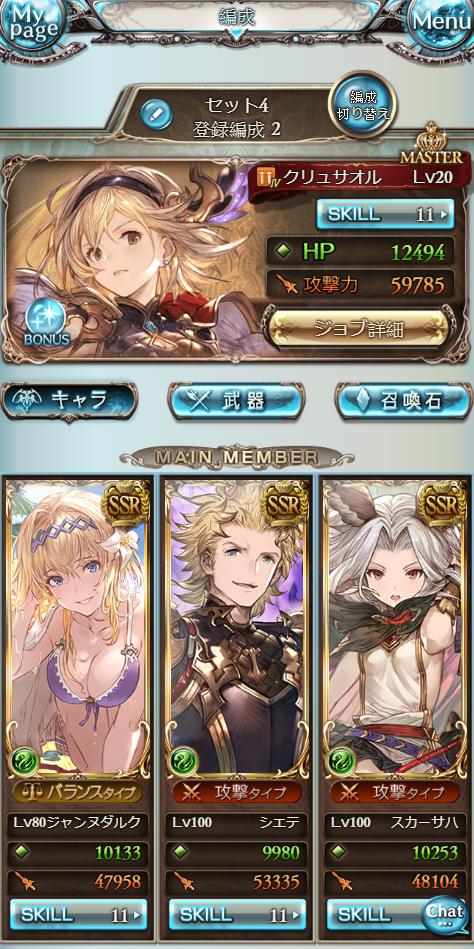 My page
編成
Menu
セット4
登録編成 2
編成
切り替え
MASTER
IV クリュサオル Lv20
SKILL 11
HP 12494
攻撃力 59785
BONUS
ジョブ詳細
キャラ
武器
召喚石
MAIN MEMBER
SSR
SSR
SSR
バランスタイプ
攻撃タイプ
攻撃タイプ
Lv80ジャンヌダルク
Lv100 シエテ
Lv100 スカーサハ
10133
9980
10253
47958
53335
48104
SKILL 11
SKILL 11
SKILL
Chat